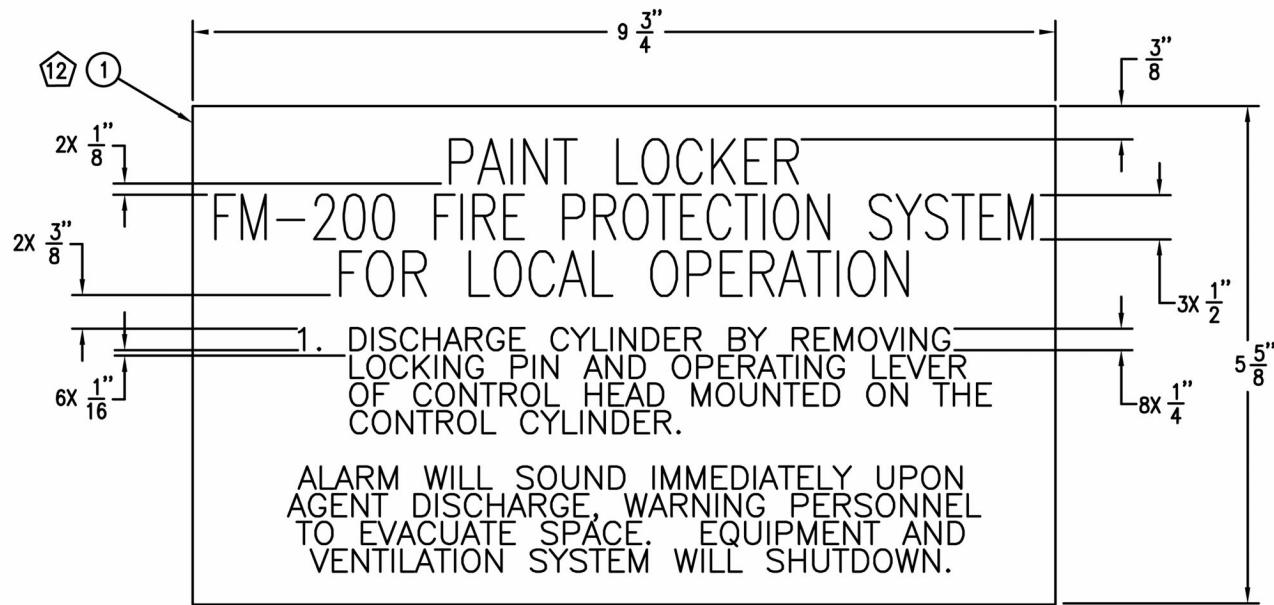 9 3/4"
3/8"
12 1
2X 1/8"
PAINT LOCKER
FM-200 FIRE PROTECTION SYSTEM
2X 3/8"
FOR LOCAL OPERATION
3X 1/2"
1. DISCHARGE CYLINDER BY REMOVING
LOCKING PIN AND OPERATING LEVER
5 5/8"
6X 1/16"
OF CONTROL HEAD MOUNTED ON THE
8X 1/4"
CONTROL CYLINDER.
ALARM WILL SOUND IMMEDIATELY UPON
AGENT DISCHARGE, WARNING PERSONNEL
TO EVACUATE SPACE. EQUIPMENT AND
VENTILATION SYSTEM WILL SHUTDOWN.